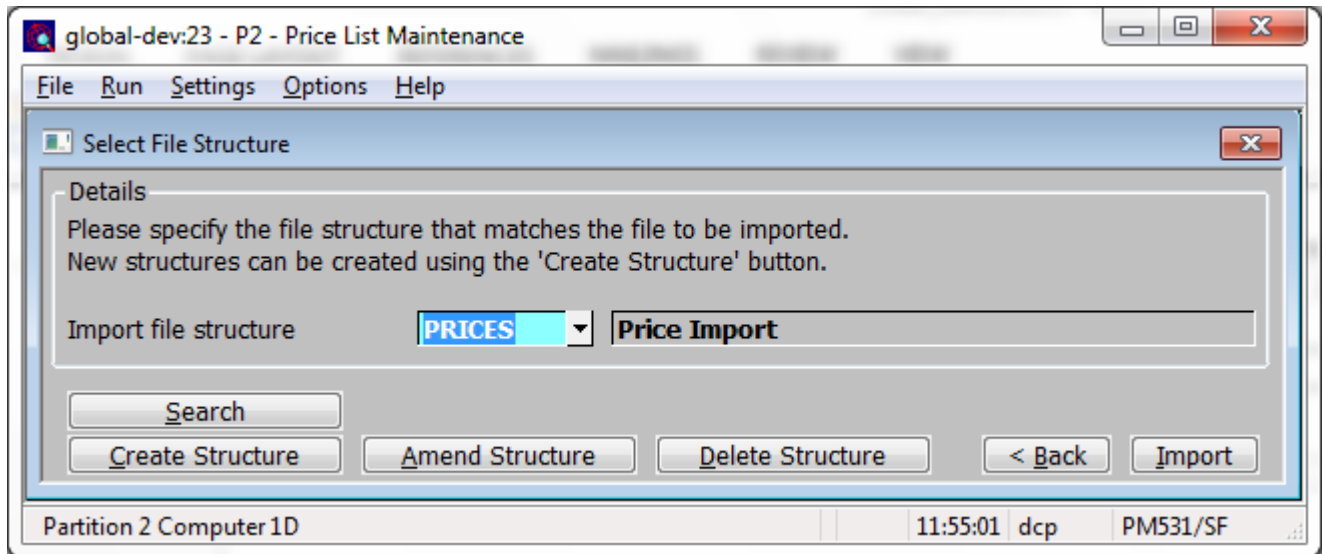 global-dev:23 - P2 - Price List Maintenance
File Run Settings Options Help
Select File Structure
Details
Please specify the file structure that matches the file to be imported.
New structures can be created using the 'Create Structure' button.
Import file structure PRICES Price Import
Search
Create Structure Amend Structure Delete Structure < Back Import
Partition 2 Computer 1D 11:55:01 dcp PM531/SF